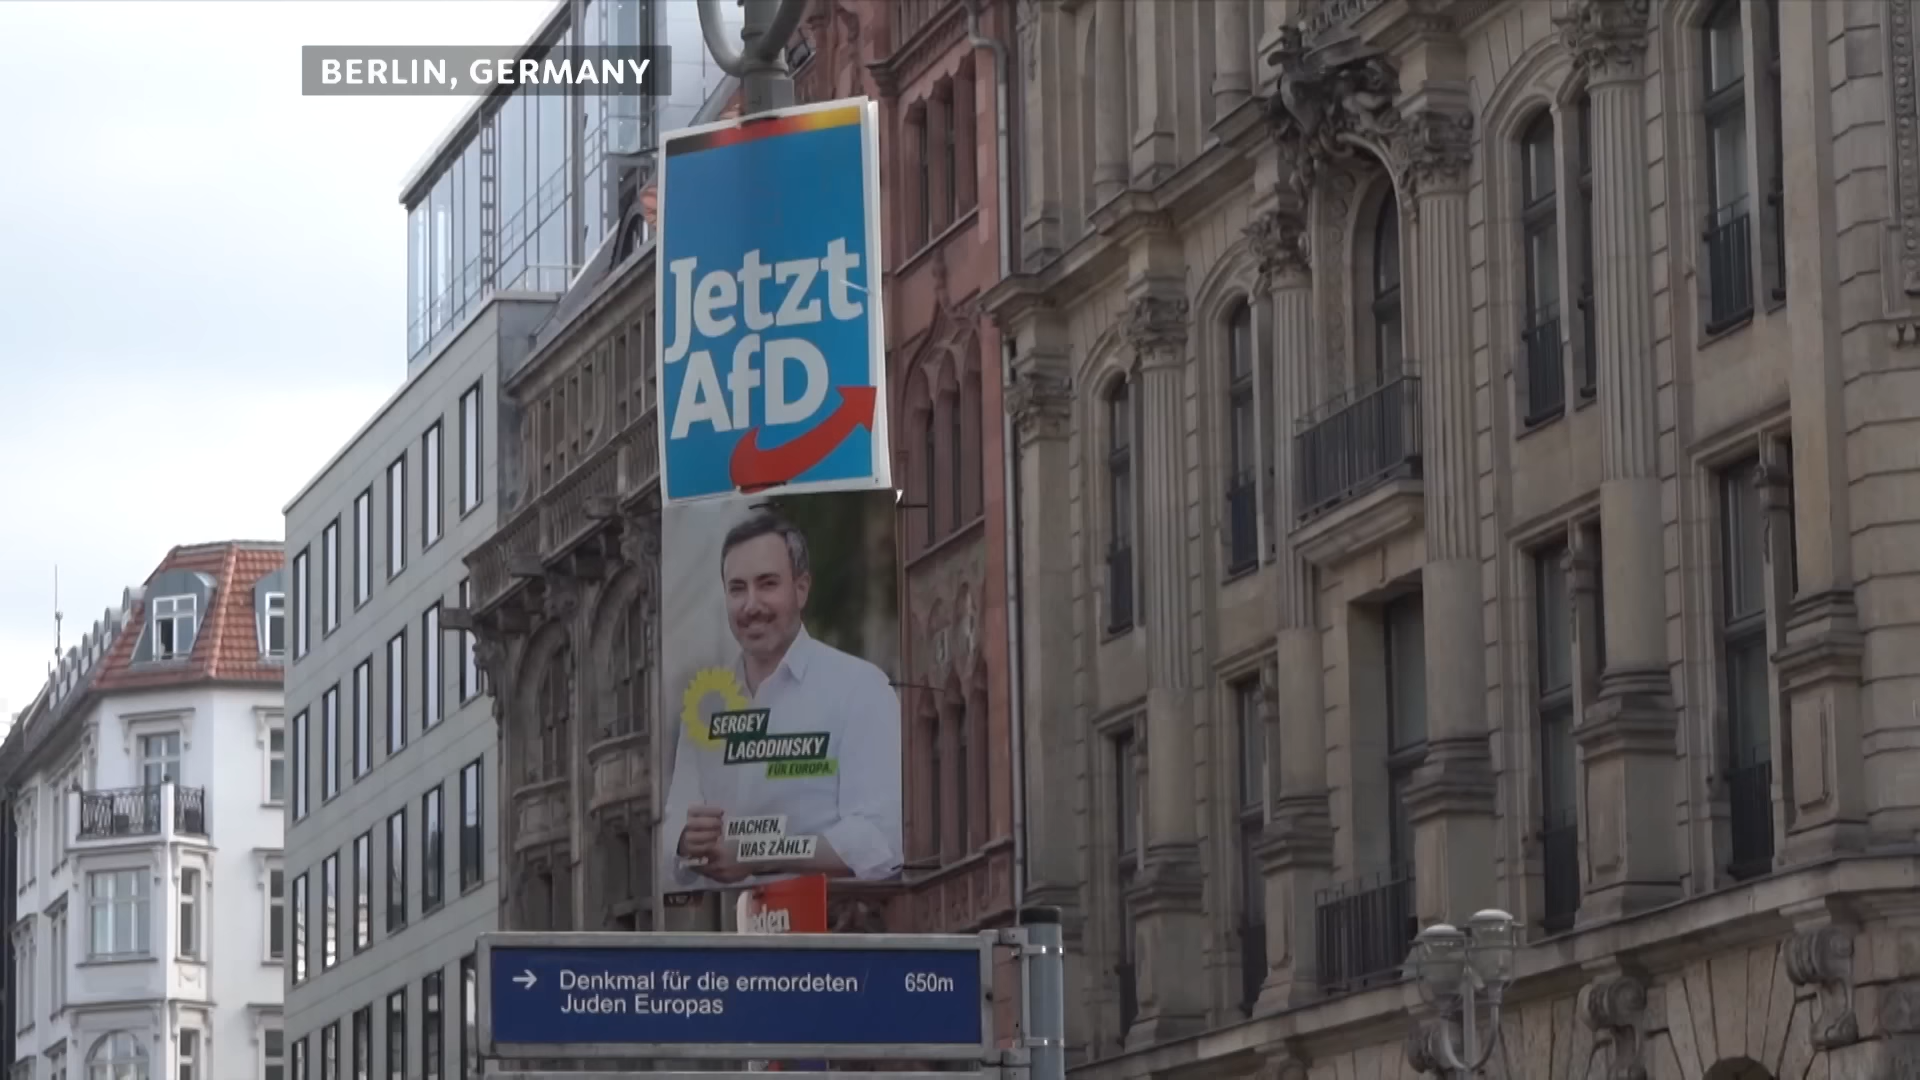 BERLIN, GERMANY
Jetzt
AfD
SERGEY
LAGODINSKY
FÜR EUROPA.
MACHEN,
WAS ZÄHLT.
→ Denkmal für die ermordeten 650m
Juden Europas